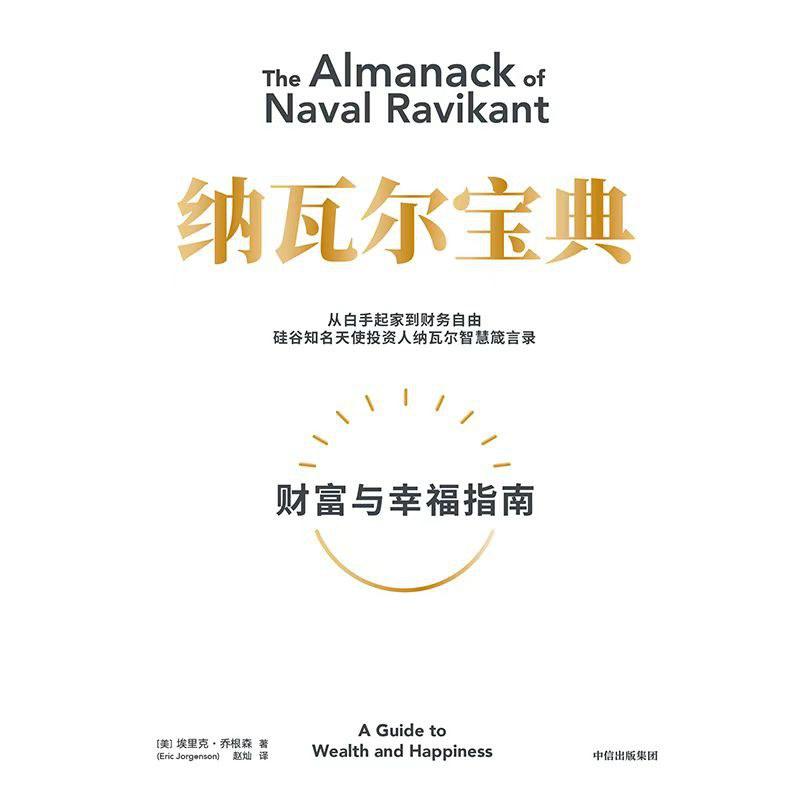 The Almanack of
Naval Ravikant
纳瓦尔宝典
从白手起家到财务自由
硅谷知名天使投资人纳瓦尔智慧箴言录
财富与幸福指南
[美] 埃里克·乔根森 著
(Eric Jorgenson) 赵灿 译
A Guide to
Wealth and Happiness
中信出版集团